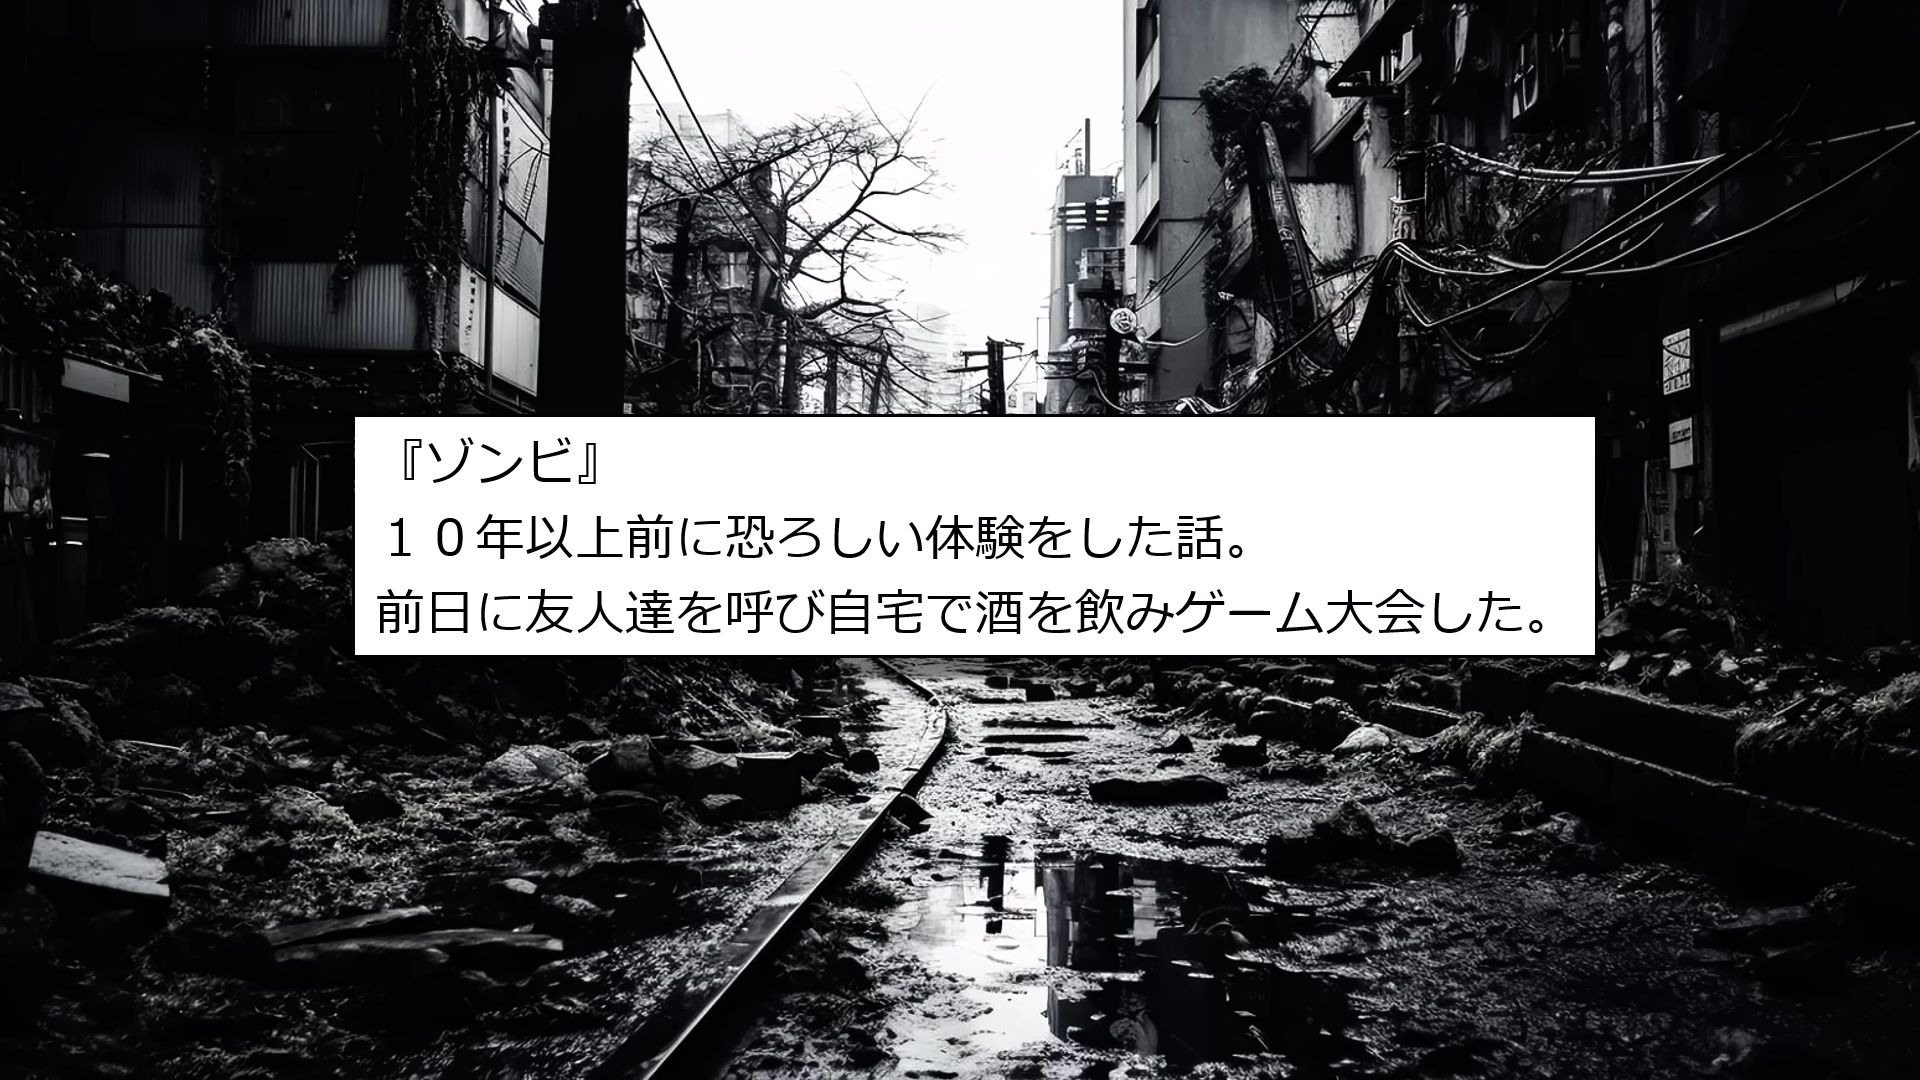 『ゾンビ』
１０年以上前に恐ろしい体験をした話。
前日に友人達を呼び自宅で酒を飲みゲーム大会した。